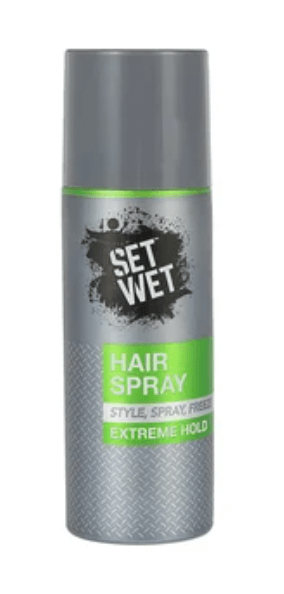 SET
WET
HAIR
SPRAY
STYLE, SPRAY, FREEZE
EXTREME HOLD